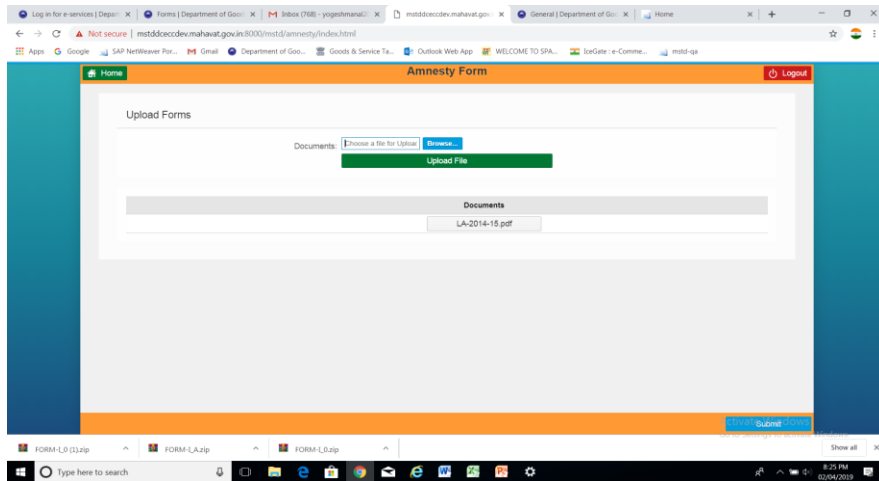 Log in for e-services | Depart
Forms | Department of Goo
Inbox (768) - yogeshmanal2
mstddceccdev.mahavat.gov.i
General | Department of Go
Home
Not secure | mstddceccdev.mahavat.gov.in:8000/mstd/amnesty/index.html
Apps
Google
SAP NetWeaver Por...
Gmail
Department of Goo...
Goods & Service Ta...
Outlook Web App
WELCOME TO SPA...
IceGate : e-Comme...
mstd-qa
Home
Amnesty Form
Logout
Upload Forms
Documents:
Choose a file for Upload
Browse...
Upload File
Documents
LA-2014-15.pdf
Submit
FORM-I_0 (1).zip
FORM-I_A.zip
FORM-I_0.zip
Show all
Type here to search
8:25 PM
02/04/2019